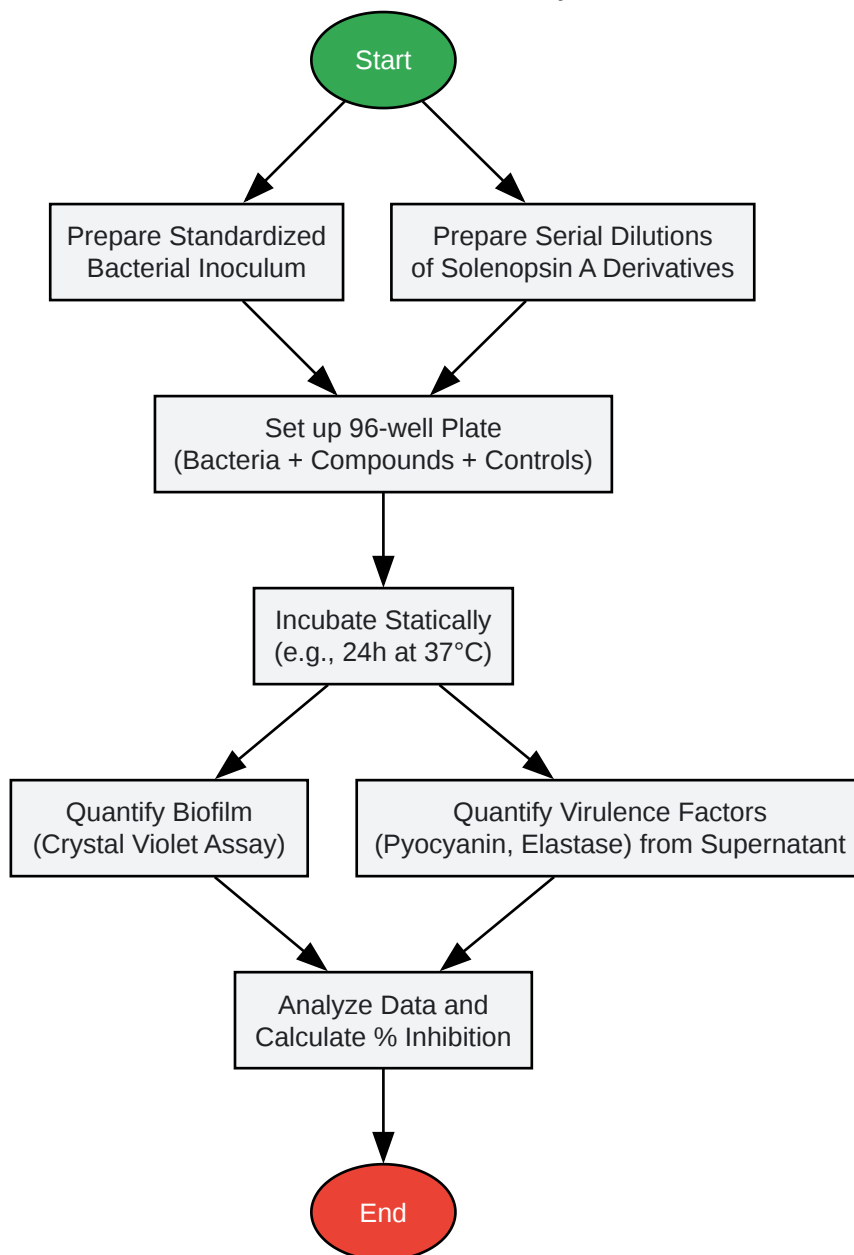 Start
Prepare Standardized
Bacterial Inoculum
Prepare Serial Dilutions
of Solenopsin A Derivatives
Set up 96-well Plate
(Bacteria + Compounds + Controls)
Incubate Statically
(e.g., 24h at 37°C)
Quantify Biofilm
(Crystal Violet Assay)
Quantify Virulence Factors
(Pyocyanin, Elastase) from Supernatant
Analyze Data and
Calculate % Inhibition
End